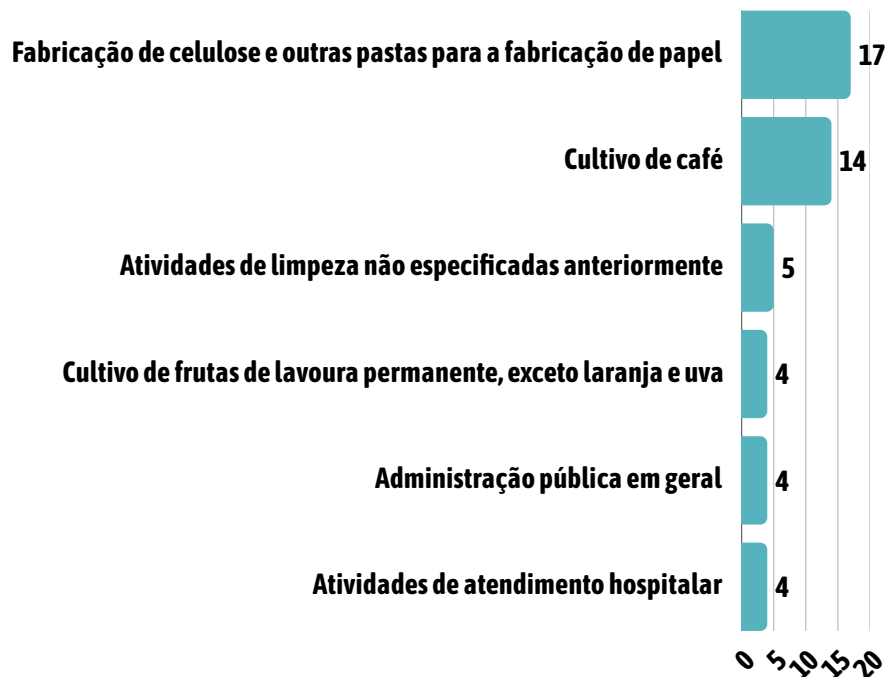 Fabricação de celulose e outras pastas para a fabricação de papel 17
Cultivo de café 14
Atividades de limpeza não especificadas anteriormente 5
Cultivo de frutas de lavoura permanente, exceto laranja e uva 4
Administração pública em geral 4
Atividades de atendimento hospitalar 4
0 5 10 15 20